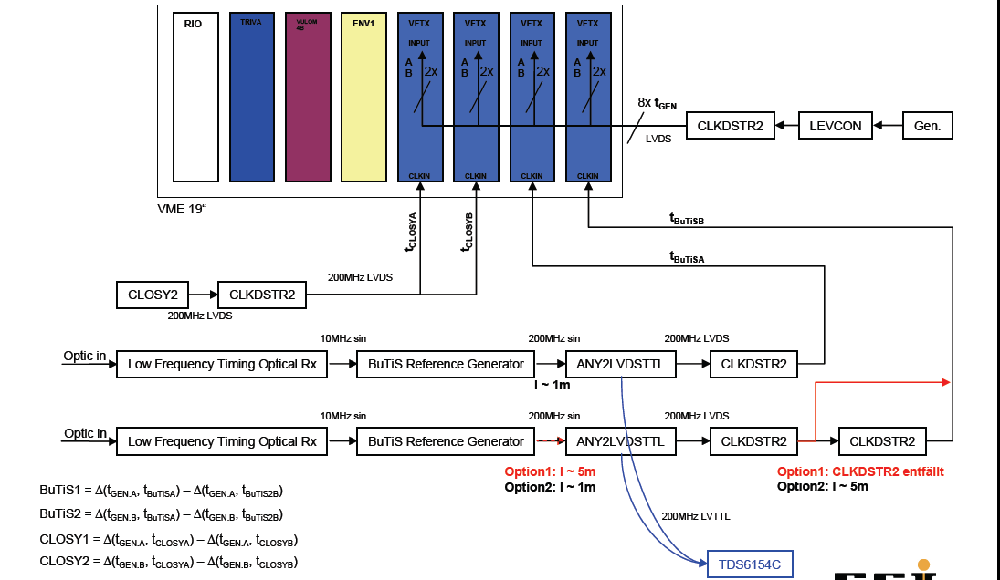 RIO
TRIVA
VULOM
4B
ENV1
VFTX
VFTX
VFTX
VFTX
INPUT
INPUT
INPUT
INPUT
A
B
2x
A
B
2x
A
B
2x
A
B
2x
CLKIN
CLKIN
CLKIN
CLKIN
8x tGEN.
LVDS
CLKDSTR2
LEVCON
Gen.
VME 19“
tCLOSYA
tCLOSYB
tBuTiSB
tBuTiSA
200MHz LVDS
CLOSY2
CLKDSTR2
200MHz LVDS
Optic in
10MHz sin
200MHz sin
200MHz LVDS
Low Frequency Timing Optical Rx
BuTiS Reference Generator
ANY2LVDSTTL
CLKDSTR2
l ~ 1m
Optic in
10MHz sin
200MHz sin
200MHz LVDS
Low Frequency Timing Optical Rx
BuTiS Reference Generator
ANY2LVDSTTL
CLKDSTR2
CLKDSTR2
Option1: l ~ 5m
Option2: l ~ 1m
Option1: CLKDSTR2 entfällt
Option2: l ~ 5m
BuTiS1 = Δ(tGEN.A, tBuTiSA) – Δ(tGEN.A, tBuTiS2B)
BuTiS2 = Δ(tGEN.B, tBuTiSA) – Δ(tGEN.B, tBuTiS2B)
CLOSY1 = Δ(tGEN.A, tCLOSYA) – Δ(tGEN.A, tCLOSYB)
CLOSY2 = Δ(tGEN.B, tCLOSYA) – Δ(tGEN.B, tCLOSYB)
200MHz LVTTL
TDS6154C